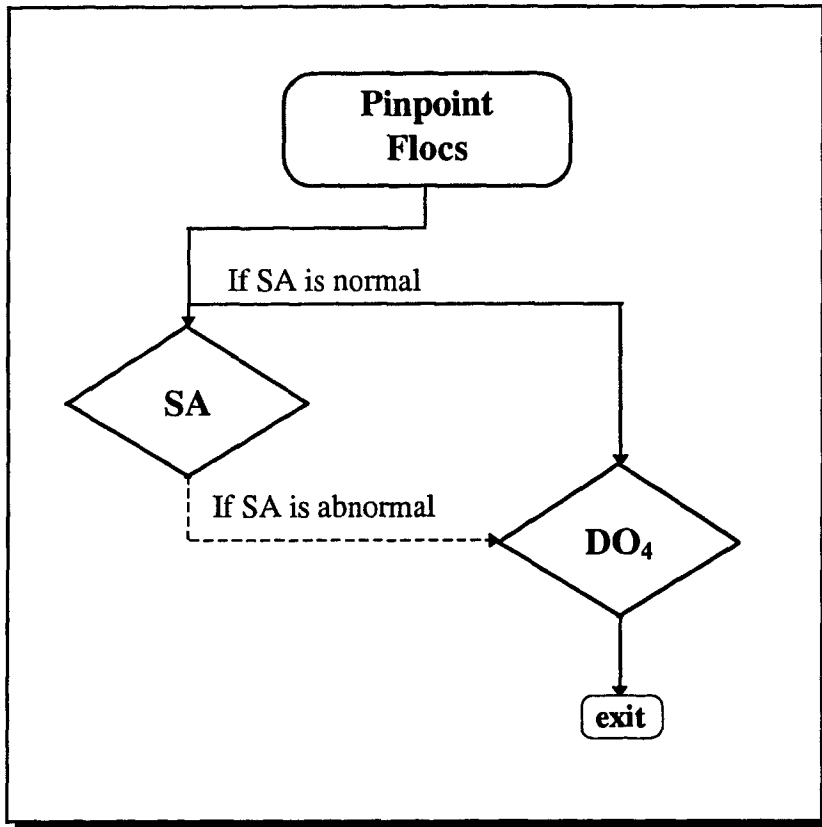 Pinpoint
Flocs
If SA is normal
SA
If SA is abnormal
DO₄
exit